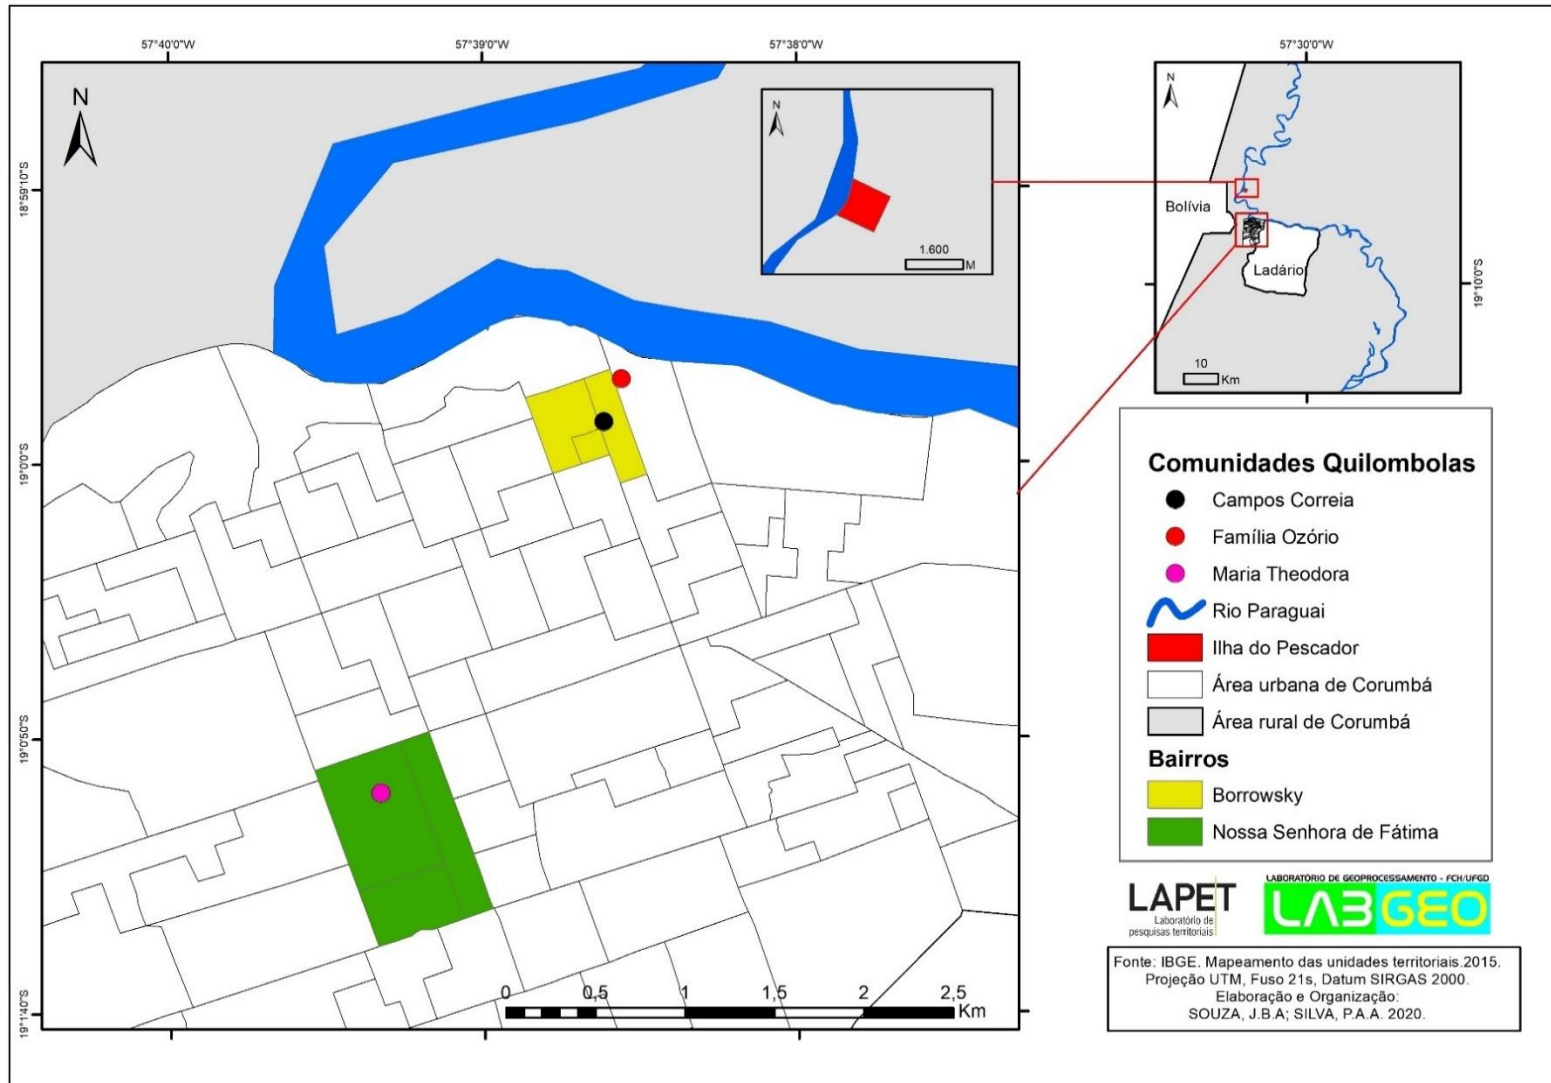 57°40'0"W
57°39'0"W
57°38'0"W
57°30'0"W
N
N
N
18°59'10"S
19°0'0"S
19°0'50"S
19°1'40"S
19°10'0"S
1.600
M
Bolívia
Ladário
10
Km
0 0,5 1 1,5 2 2,5
Km
Comunidades Quilombolas
Campos Correia
Família Ozório
Maria Theodora
Rio Paraguai
Ilha do Pescador
Área urbana de Corumbá
Área rural de Corumbá
Bairros
Borrowsky
Nossa Senhora de Fátima
LAPET
Laboratório de
pesquisas territoriais
LABORATÓRIO DE GEOPROCESSAMENTO - FCH/UFGD
LABGEO
Fonte: IBGE. Mapeamento das unidades territoriais.2015.
Projeção UTM, Fuso 21s, Datum SIRGAS 2000.
Elaboração e Organização:
SOUZA, J.B.A; SILVA, P.A.A. 2020.